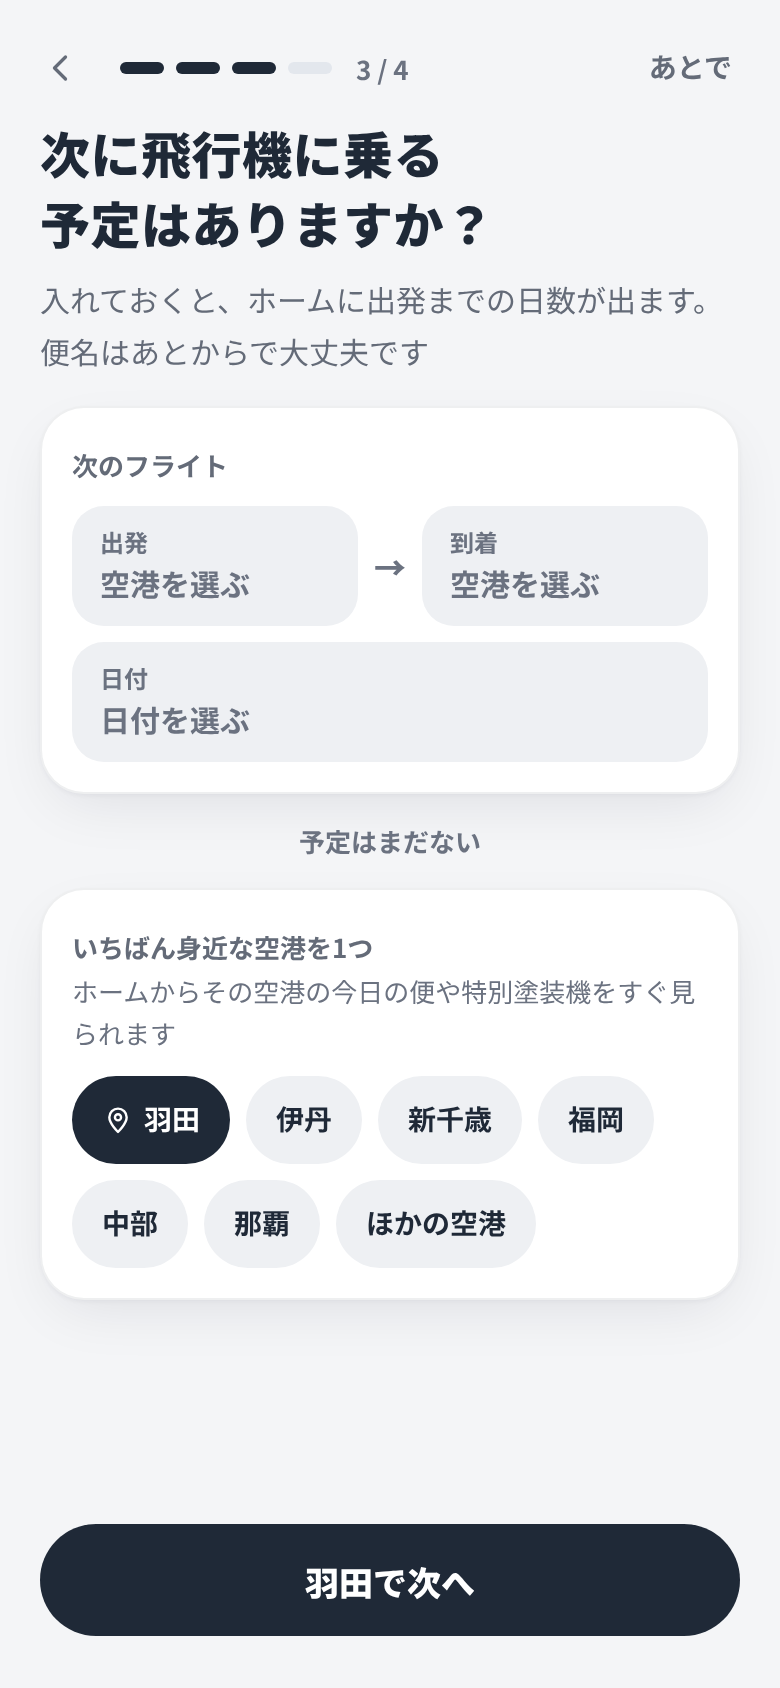 3 / 4
あとで
次に飛行機に乗る
予定はありますか？
入れておくと、ホームに出発までの日数が出ます。
便名はあとからで大丈夫です
次のフライト
出発
空港を選ぶ
→
到着
空港を選ぶ
日付
日付を選ぶ
予定はまだない
いちばん身近な空港を1つ
ホームからその空港の今日の便や特別塗装機をすぐ見
られます
羽田
伊丹
新千歳
福岡
中部
那覇
ほかの空港
羽田で次へ